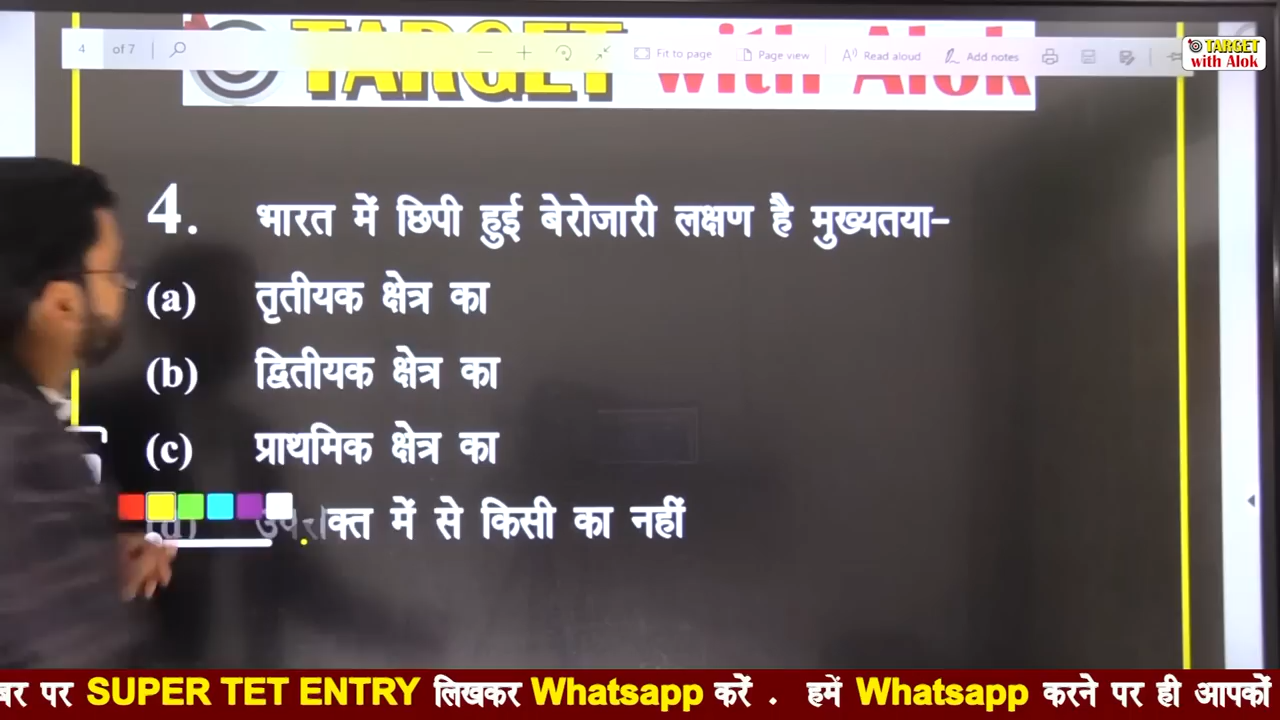 TARGET with Alok
4 of 7 Fit to page Page view Read aloud Add notes
TARGET
with Alok
4. भारत में छिपी हुई बेरोजारी लक्षण है मुख्यतया-
(a) तृतीयक क्षेत्र का
(b) द्वितीयक क्षेत्र का
(c) प्राथमिक क्षेत्र का
(d) उपरोक्त में से किसी का नहीं
बर पर SUPER TET ENTRY लिखकर Whatsapp करें . हमें Whatsapp करने पर ही आपकों